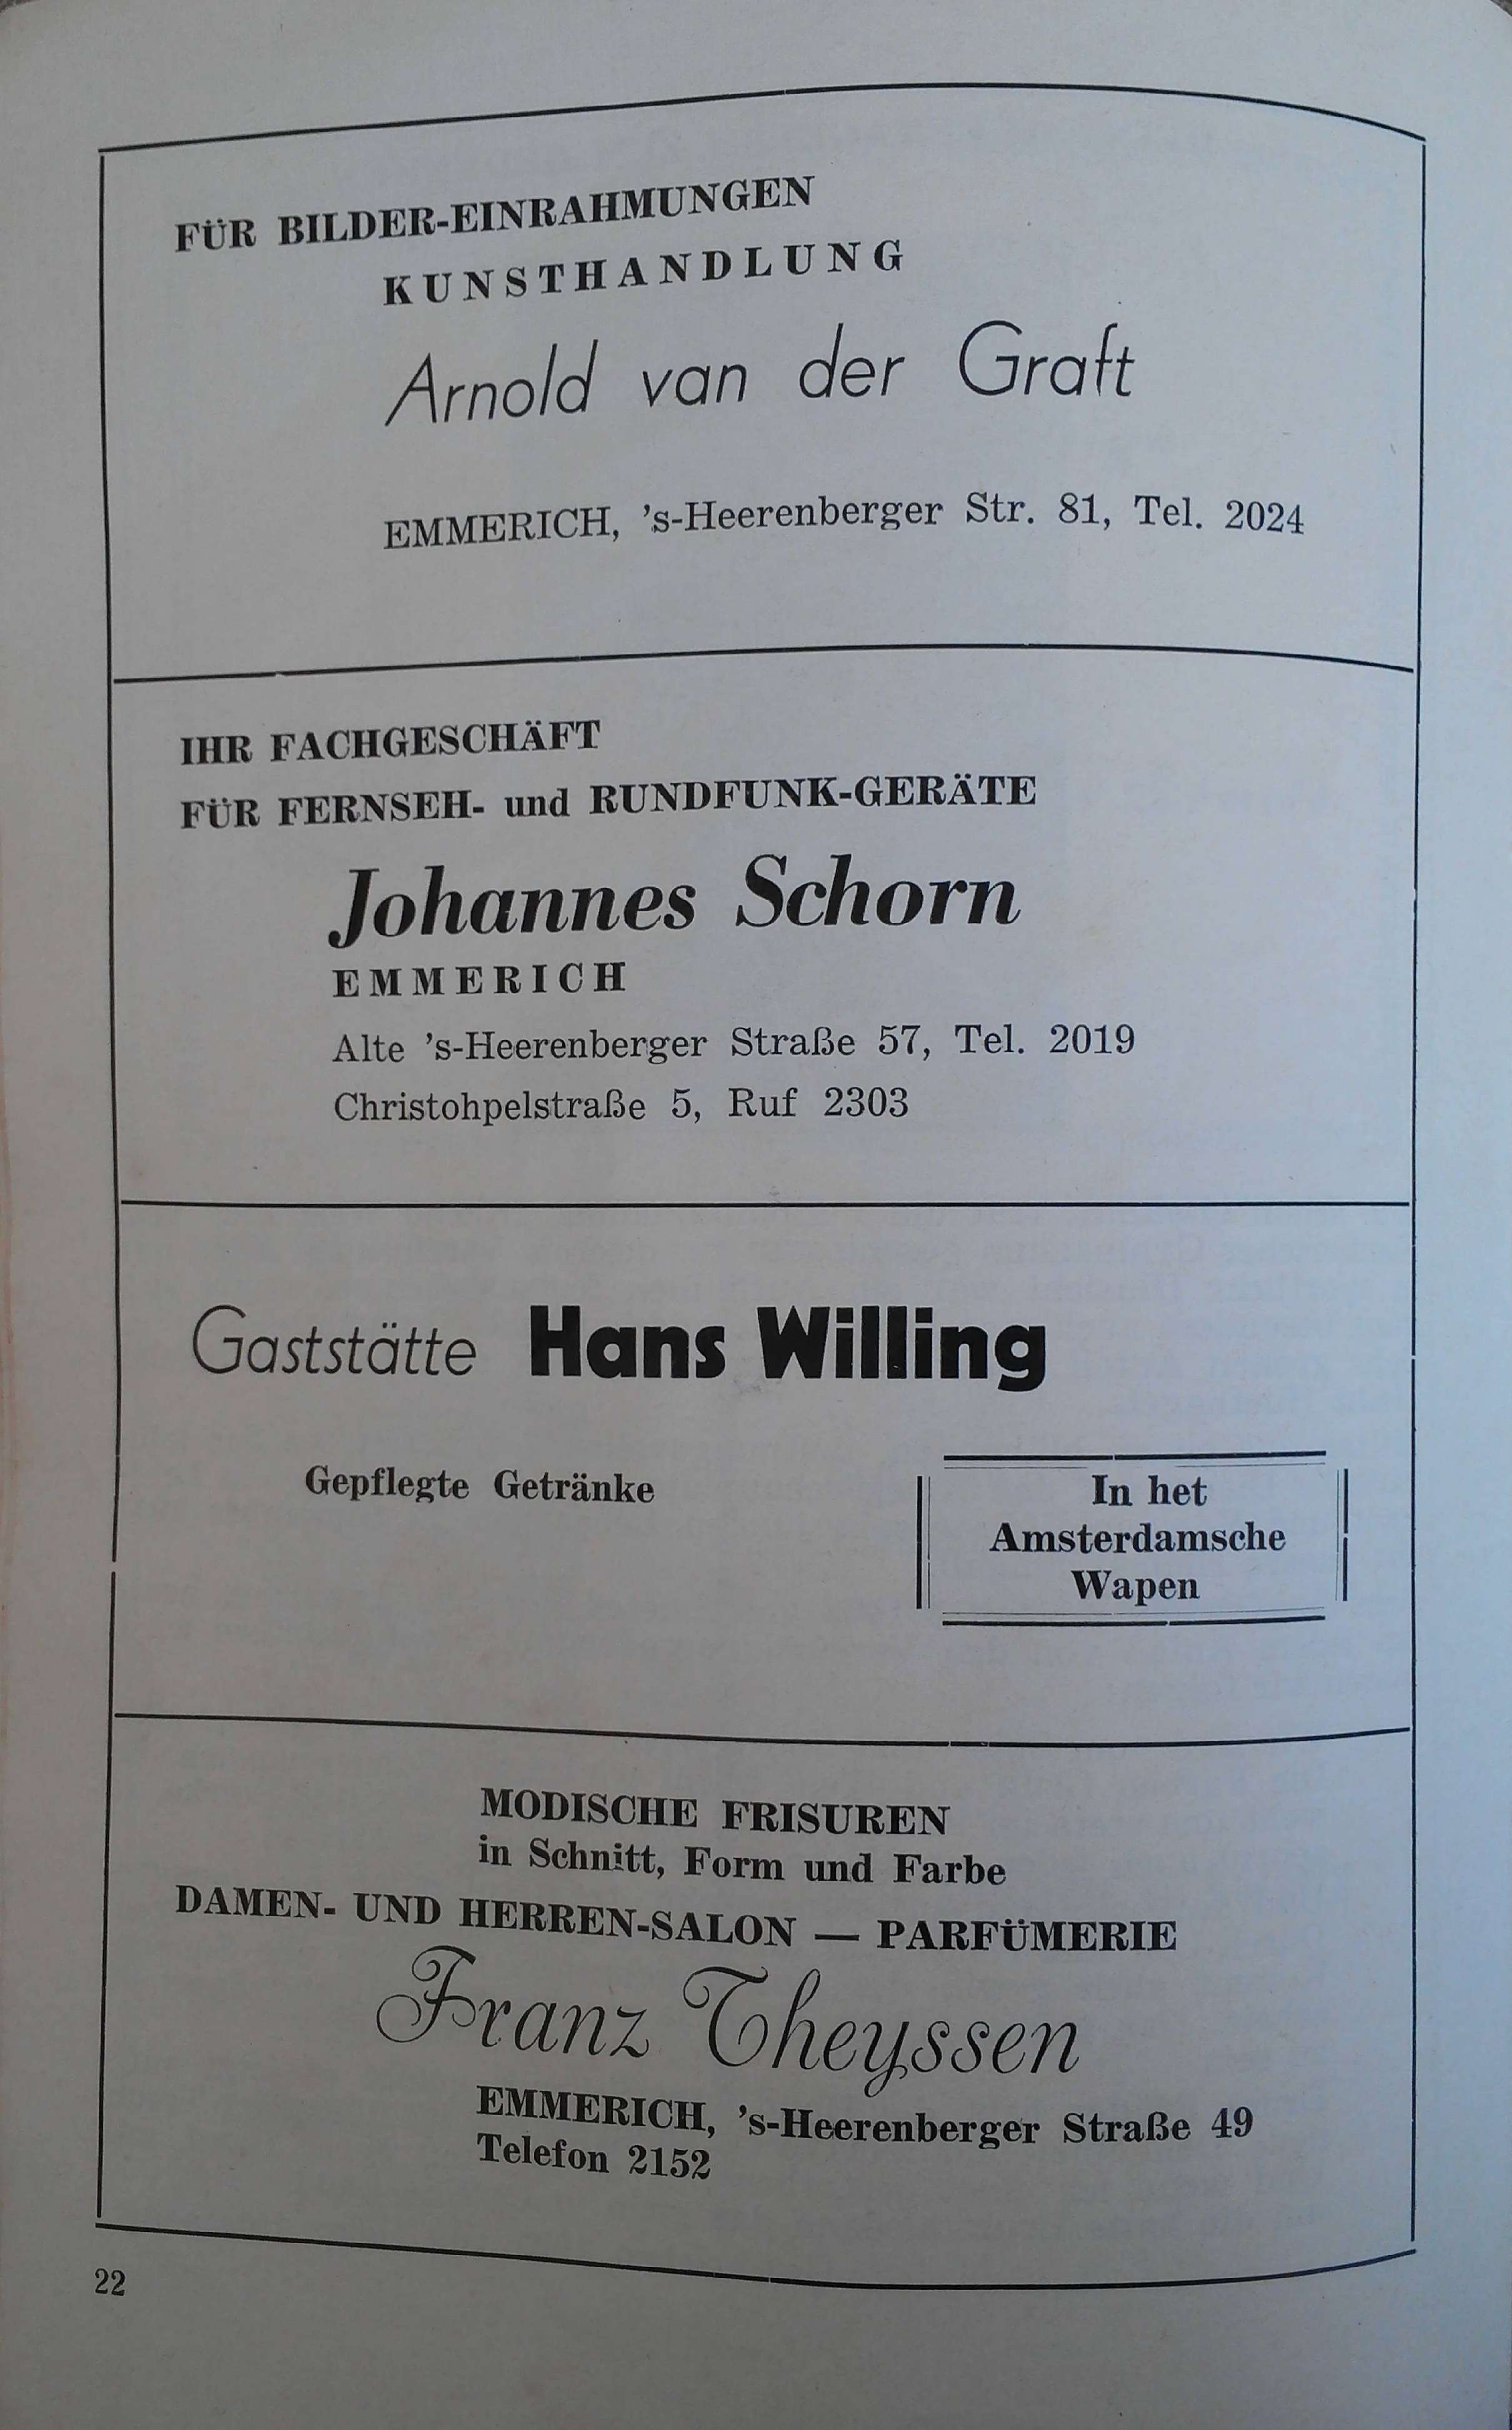 FÜR BILDER-EINRAHMUNGEN
KUNSTHANDLUNG
Arnold van der Graft
EMMERICH, 's-Heerenberger Str. 81, Tel. 2024
IHR FACHGESCHÄFT
FÜR FERNSEH- und RUNDFUNK-GERÄTE
Johannes Schorn
EMMERICH
Alte 's-Heerenberger Straße 57, Tel. 2019
Christohpelstraße 5, Ruf 2303
Gaststätte Hans Willing
Gepflegte Getränke
In het
Amsterdamsche
Wapen
MODISCHE FRISUREN
in Schnitt, Form und Farbe
DAMEN- UND HERREN-SALON — PARFÜMERIE
Franz Theyssen
EMMERICH, 's-Heerenberger Straße 49
Telefon 2152
22